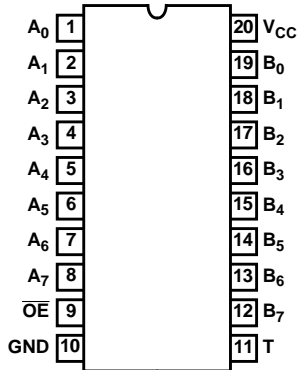 A0 1 20 VCC
A1 2 19 B0
A2 3 18 B1
A3 4 17 B2
A4 5 16 B3
A5 6 15 B4
A6 7 14 B5
A7 8 13 B6
O̅E̅ 9 12 B7
GND 10 11 T